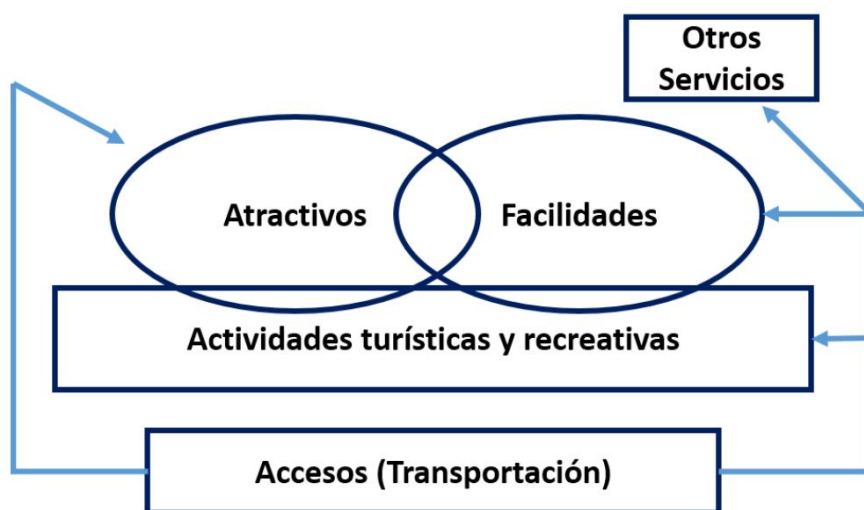 Otros
Servicios
Atractivos
Facilidades
Actividades turísticas y recreativas
Accesos (Transportación)